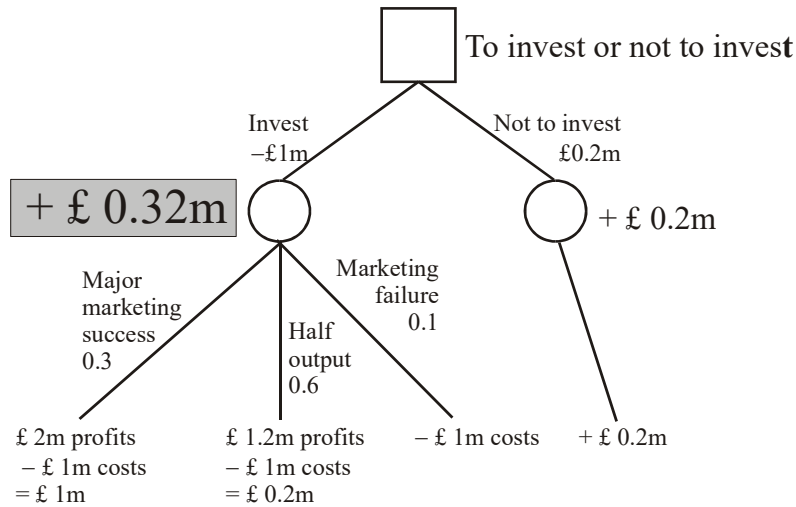 To invest or not to invest
Invest
–£1m
Not to invest
£0.2m
+ £ 0.32m
+ £ 0.2m
Major
marketing
success
0.3
Half
output
0.6
Marketing
failure
0.1
£ 2m profits
– £ 1m costs
= £ 1m
£ 1.2m profits
– £ 1m costs
= £ 0.2m
– £ 1m costs
+ £ 0.2m